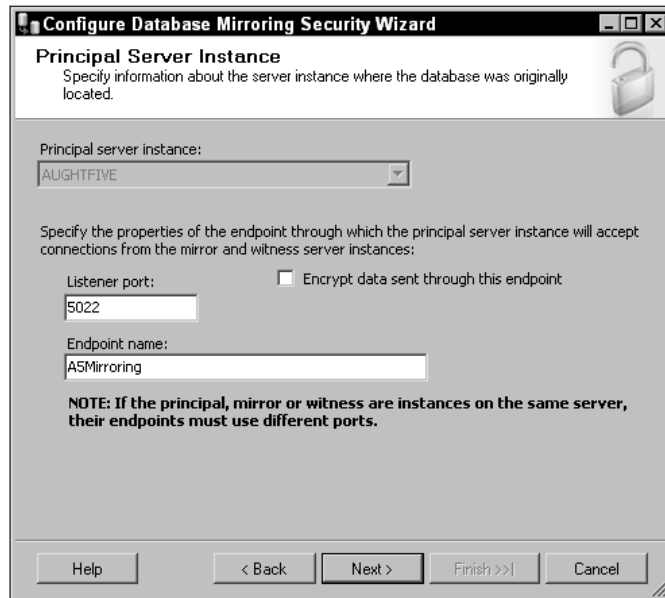 Configure Database Mirroring Security Wizard
Principal Server Instance
Specify information about the server instance where the database was originally
located.
Principal server instance:
AUGHTFIVE
Specify the properties of the endpoint through which the principal server instance will accept
connections from the mirror and witness server instances:
Listener port:
Encrypt data sent through this endpoint
5022
Endpoint name:
A5Mirroring
NOTE: If the principal, mirror or witness are instances on the same server,
their endpoints must use different ports.
Help
< Back
Next >
Finish >>|
Cancel